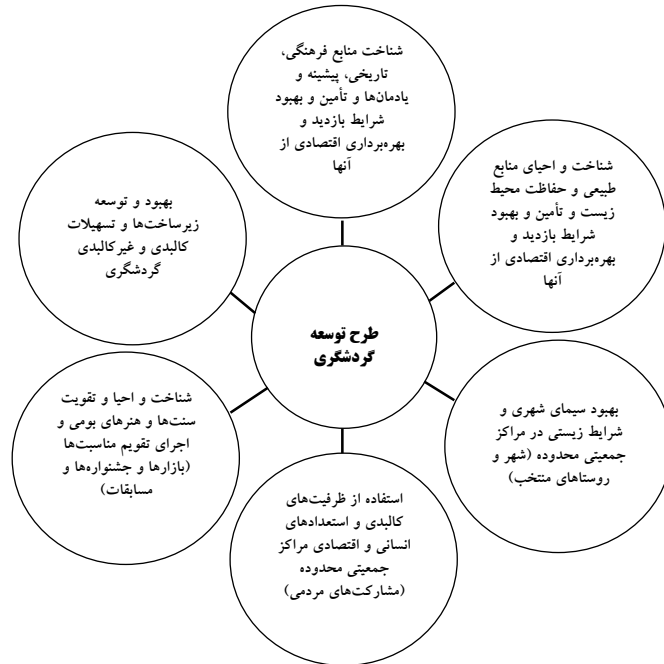 شناخت منابع فرهنگی،
تاریخی، پیشینه و
یادمان‌ها و تأمین و بهبود
شرایط بازدید و
بهره‌برداری اقتصادی از
آنها
شناخت و احیای منابع
طبیعی و حفاظت محیط
زیست و تأمین و بهبود
شرایط بازدید و
بهره‌برداری اقتصادی از
آنها
بهبود و توسعه
زیرساخت‌ها و تسهیلات
کالبدی و غیرکالبدی
گردشگری
طرح توسعه
گردشگری
بهبود سیمای شهری و
شرایط زیستی در مراکز
جمعیتی محدوده (شهر و
روستاهای منتخب)
شناخت و احیا و تقویت
سنت‌ها و هنرهای بومی و
اجرای تقویم مناسبت‌ها
(بازارها و جشنواره‌ها و
مسابقات)
استفاده از ظرفیت‌های
کالبدی و استعدادهای
انسانی و اقتصادی مراکز
جمعیتی محدوده
(مشارکت‌های مردمی)